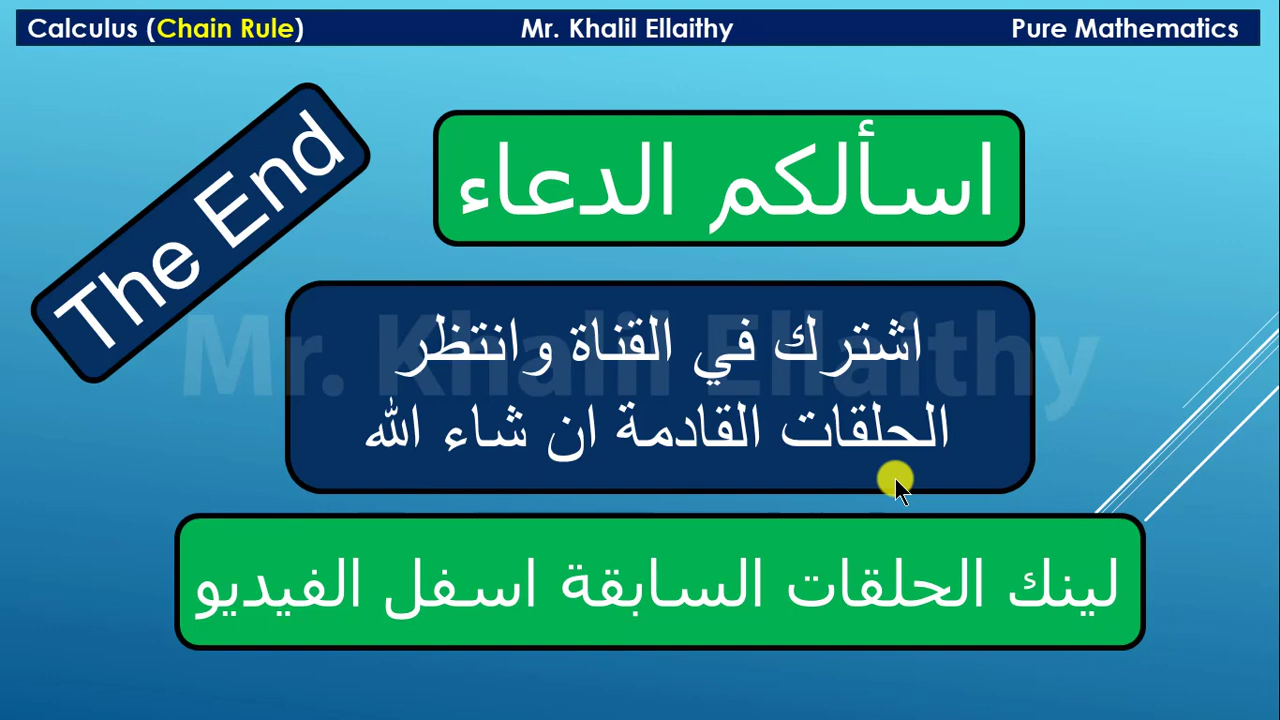 Calculus (Chain Rule) Mr. Khalil Ellaithy Pure Mathematics
The End
اسألكم الدعاء
اشترك في القناة وانتظر
الحلقات القادمة ان شاء الله
Mr. Khalil Ellaithy
لينك الحلقات السابقة اسفل الفيديو